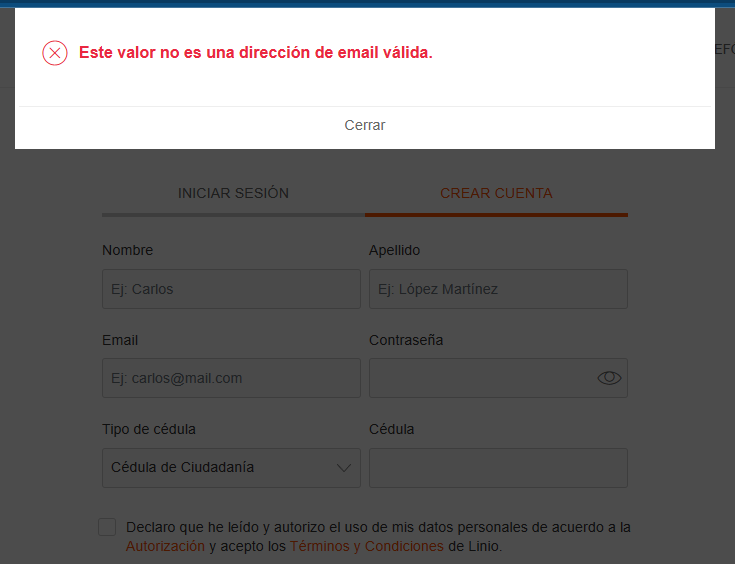 Este valor no es una dirección de email válida.
Cerrar
INICIAR SESIÓN CREAR CUENTA
Nombre Apellido
Ej: Carlos Ej: López Martínez
Email Contraseña
Ej: carlos@mail.com
Tipo de cédula Cédula
Cédula de Ciudadanía
Declaro que he leído y autorizo el uso de mis datos personales de acuerdo a la
Autorización y acepto los Términos y Condiciones de Linio.